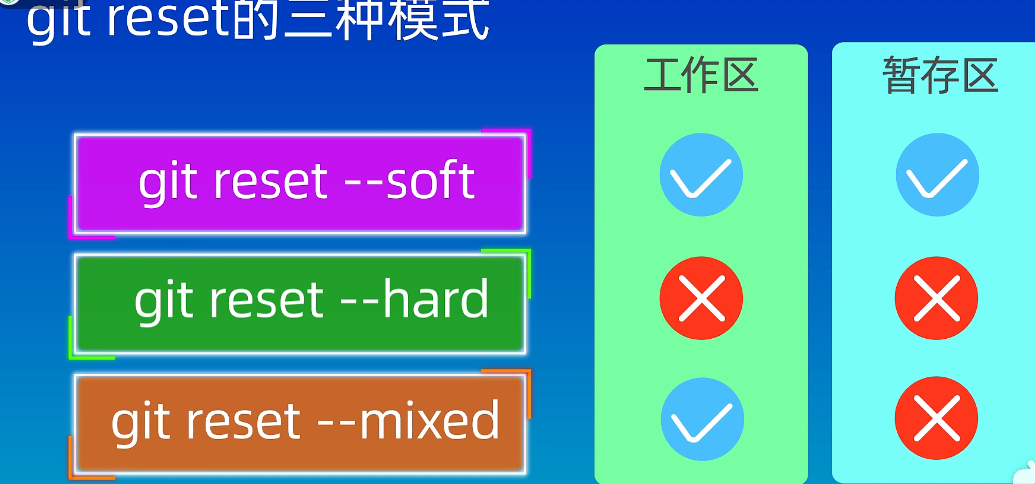 git reset的三种模式
工作区
暂存区
git reset --soft
git reset --hard
git reset --mixed